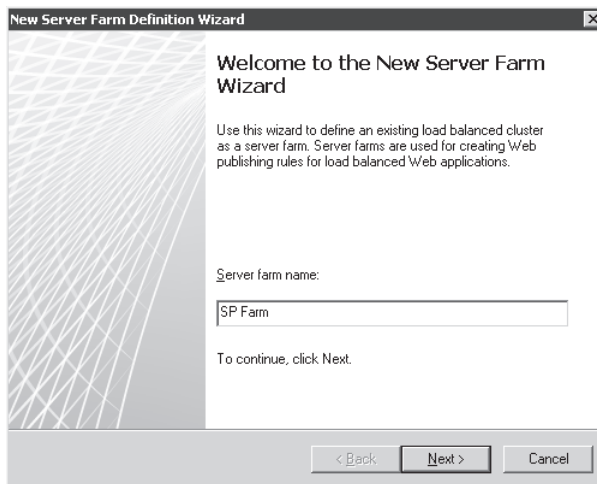 New Server Farm Definition Wizard
Welcome to the New Server Farm
Wizard
Use this wizard to define an existing load balanced cluster
as a server farm. Server farms are used for creating Web
publishing rules for load balanced Web applications.
Server farm name:
SP Farm
To continue, click Next.
< Back Next > Cancel